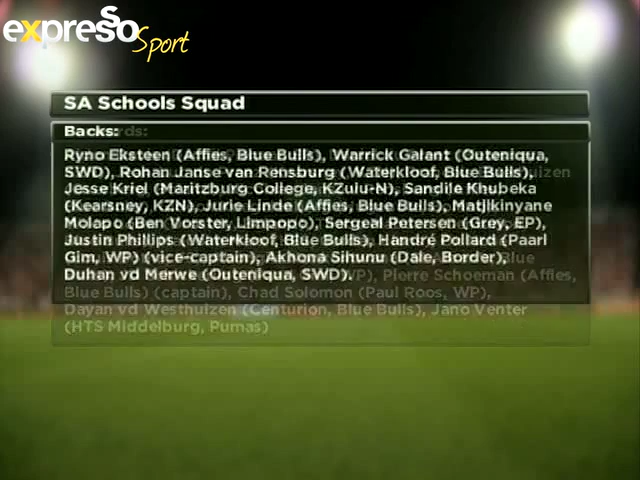 expresso
Sport
SA Schools Squad
Backs:
Ryno Eksteen (Affies, Blue Bulls), Warrick Galant (Outeniqua,
SWD), Rohan Janse van Rensburg (Waterkloof, Blue Bulls),
Jesse Kriel (Maritzburg College, KZulu-N), Sandile Khubeka
(Kearsney, KZN), Jurie Linde (Affies, Blue Bulls), Matjikinyane
Molapo (Ben Vorster, Limpopo), Sergeal Petersen (Grey, EP),
Justin Phillips (Waterkloof, Blue Bulls), Handré Pollard (Paarl
Gim, WP) (vice-captain), Akhona Sihunu (Dale, Border),
Duhan vd Merwe (Outeniqua, SWD).
Pierre Schoeman (Affies,
Blue Bulls) (captain), Chad Solomon (Paul Roos, WP),
Dayan vd Westhuizen (Centurion, Blue Bulls), Jano Venter
(HTS Middelburg, Pumas)